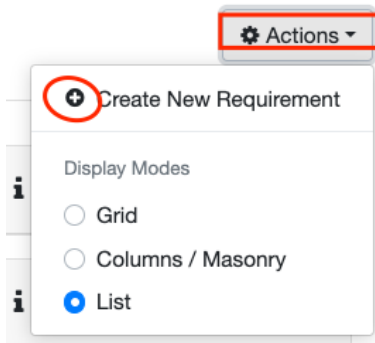 Actions
Create New Requirement
Display Modes
Grid
Columns / Masonry
List
i
i